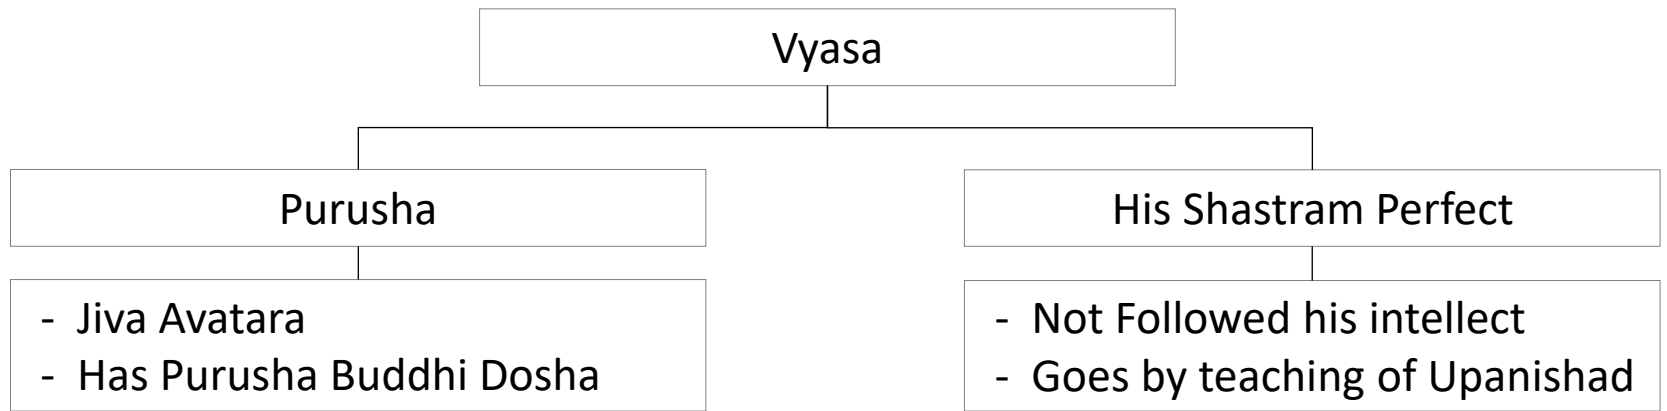 Vyasa
Purusha
His Shastram Perfect
- Jiva Avatara
- Has Purusha Buddhi Dosha
- Not Followed his intellect
- Goes by teaching of Upanishad